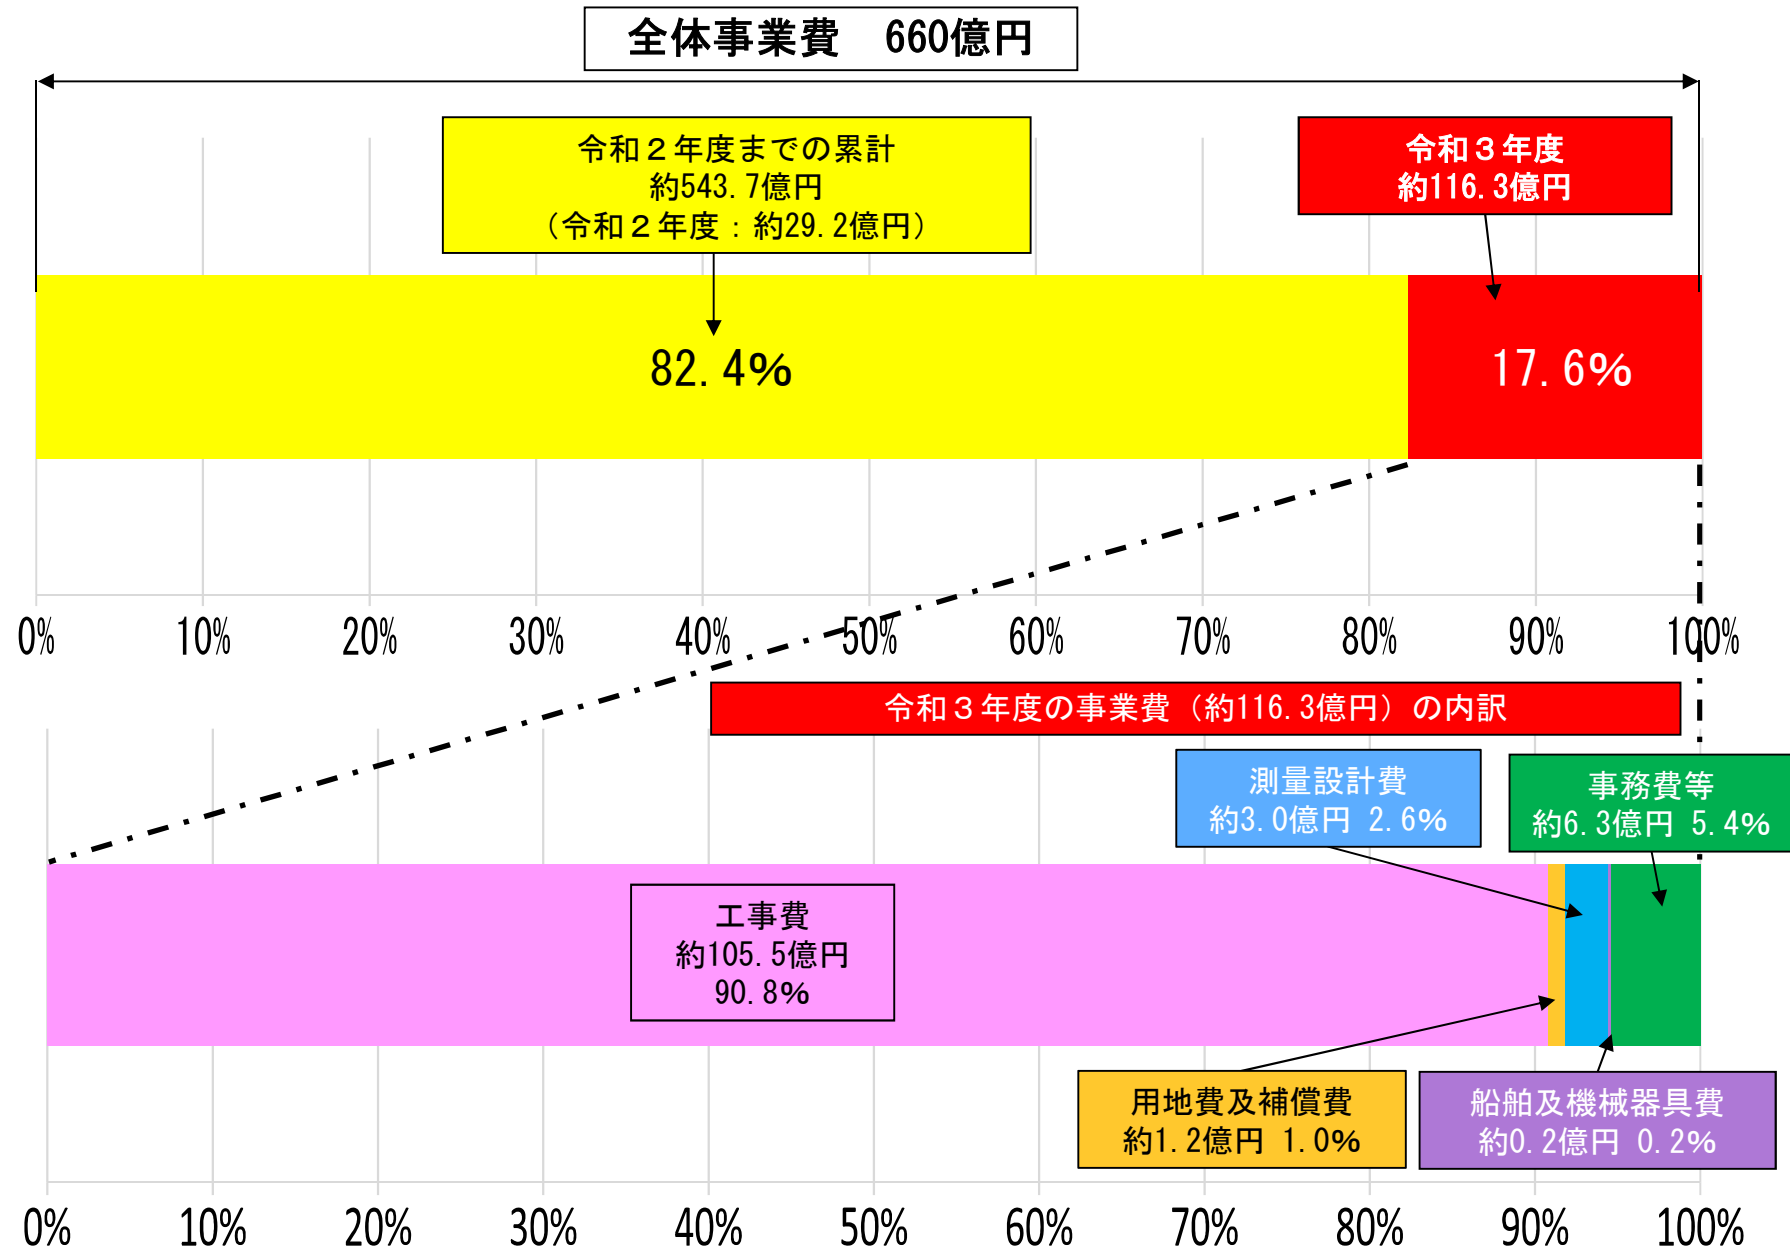 全体事業費　660億円
令和２年度までの累計
約543.7億円
（令和２年度：約29.2億円）
令和３年度
約116.3億円
82.4%
17.6%
0% 10% 20% 30% 40% 50% 60% 70% 80% 90% 100%
令和３年度の事業費（約116.3億円）の内訳
測量設計費
約3.0億円 2.6%
事務費等
約6.3億円 5.4%
工事費
約105.5億円
90.8%
用地費及補償費
約1.2億円 1.0%
船舶及機械器具費
約0.2億円 0.2%
0% 10% 20% 30% 40% 50% 60% 70% 80% 90% 100%